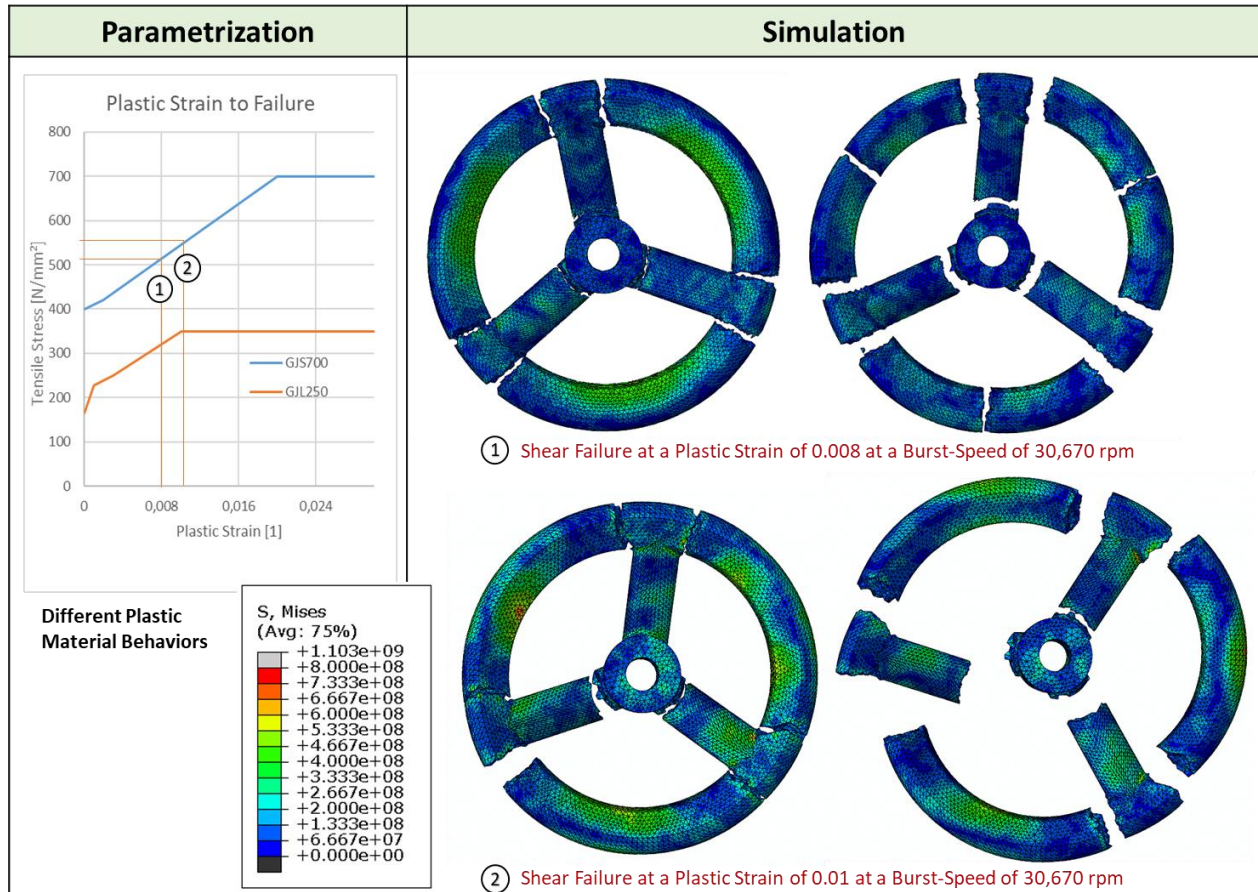 Parametrization
Simulation
Plastic Strain to Failure
800
700
600
500
400
300
200
100
0
Tensile Stress [N/mm²]
1
2
GJS700
GJL250
0
0,008
0,016
0,024
Plastic Strain [1]
Different Plastic
Material Behaviors
S, Mises
(Avg: 75%)
+1.103e+09
+8.000e+08
+7.333e+08
+6.667e+08
+6.000e+08
+5.333e+08
+4.667e+08
+4.000e+08
+3.333e+08
+2.667e+08
+2.000e+08
+1.333e+08
+6.667e+07
+0.000e+00
1 Shear Failure at a Plastic Strain of 0.008 at a Burst-Speed of 30,670 rpm
2 Shear Failure at a Plastic Strain of 0.01 at a Burst-Speed of 30,670 rpm